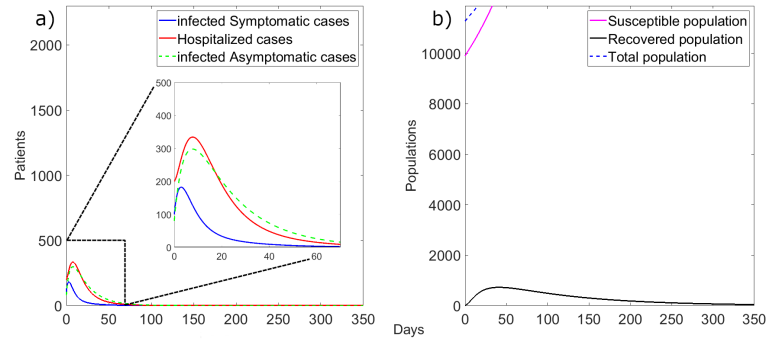 a)
infected Symptomatic cases
Hospitalized cases
infected Asymptomatic cases
Patients
2000
1500
1000
500
0
0 50 100 150 200 250 300 350
500
400
300
200
100
0
0 20 40 60
b)
Susceptible population
Recovered population
Total population
Populations
10000
8000
6000
4000
2000
0
0 50 100 150 200 250 300 350
Days